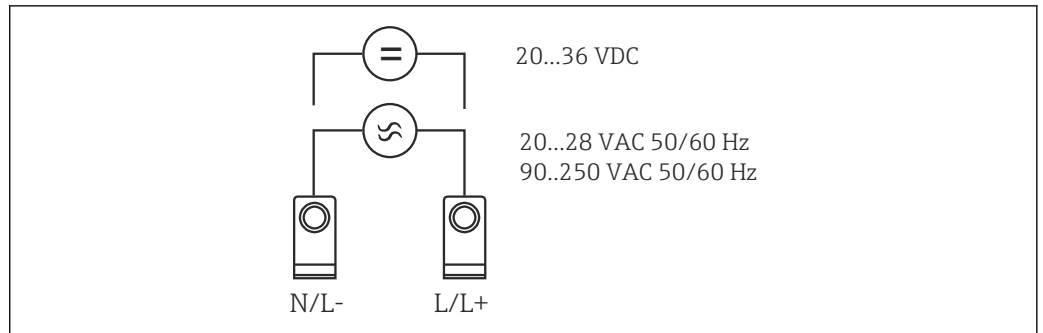 20...36 VDC
20...28 VAC 50/60 Hz
90..250 VAC 50/60 Hz
N/L- L/L+